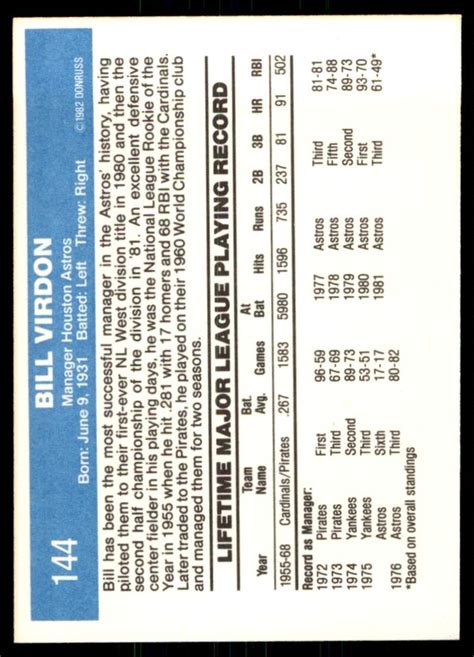 144
BILL VIRDON
©1982 DONRUSS
Manager Houston Astros
Born: June 9, 1931 Batted: Left Threw: Right
Bill has been the most successful manager in the Astros' history, having
piloted them to their first-ever NL West division title in 1980 and then the
second half championship of the division in '81. An excellent defensive
center fielder in his playing days, he was the National League Rookie of the
Year in 1955 when he hit .281 with 17 homers and 68 RBI with the Cardinals.
Later traded to the Pirates, he played on their 1960 World Championship club
and managed them for two seasons.
LIFETIME MAJOR LEAGUE PLAYING RECORD
Team Bat. At
Year Name Avg. Games Bat Hits Runs 2B 3B HR RBI
1955-68 Cardinals/Pirates .267 1583 5980 1596 735 237 81 91 502
Record as Manager:
1972 Pirates First 96-59 1977 Astros Third 81-81
1973 Pirates Third 67-69 1978 Astros Fifth 74-88
1974 Yankees Second 89-73 1979 Astros Second 89-73
1975 Yankees Third 53-51 1980 Astros First 93-70
Astros Sixth 17-17 1981 Astros Third 61-49*
1976 Astros Third 80-82
*Based on overall standings